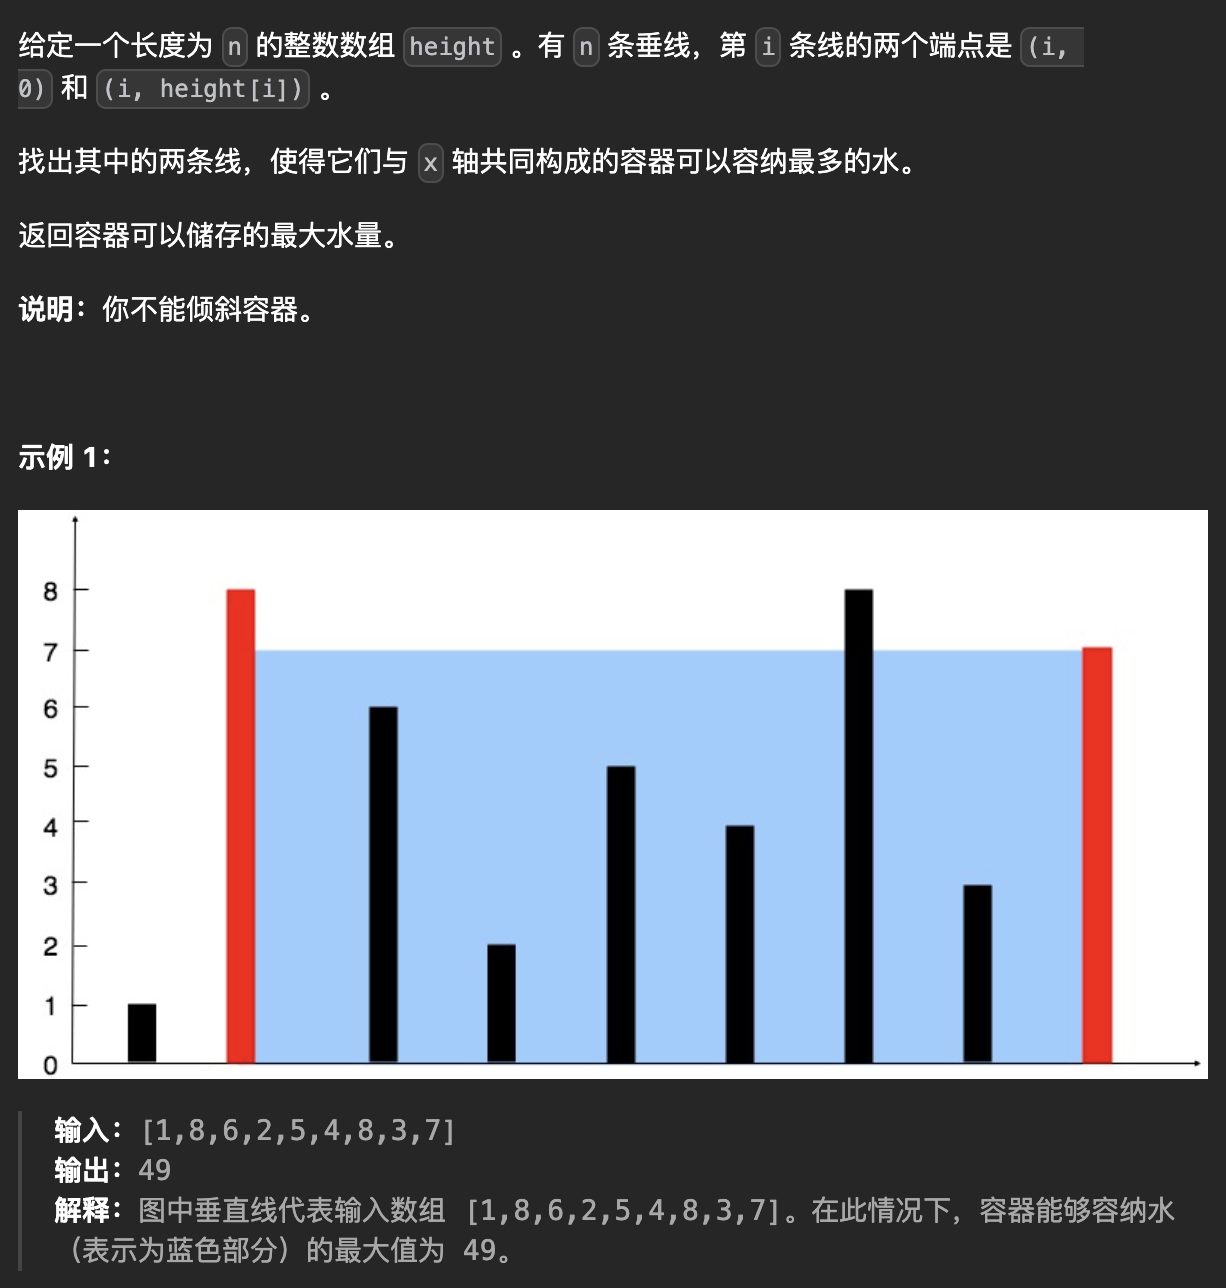 给定一个长度为 n 的整数数组 height 。有 n 条垂线，第 i 条线的两个端点是 (i,
0) 和 (i, height[i]) 。
找出其中的两条线，使得它们与 x 轴共同构成的容器可以容纳最多的水。
返回容器可以储存的最大水量。
说明：你不能倾斜容器。
示例 1：
8
7
6
5
4
3
2
1
0
输入：[1,8,6,2,5,4,8,3,7]
输出：49
解释：图中垂直线代表输入数组 [1,8,6,2,5,4,8,3,7]。在此情况下，容器能够容纳水
（表示为蓝色部分）的最大值为 49。